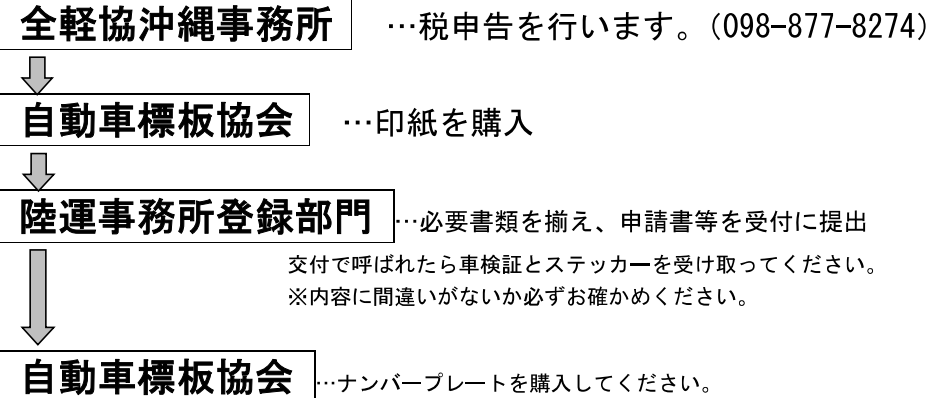 全軽協沖縄事務所 …税申告を行います。(098-877-8274)
自動車標板協会 …印紙を購入
陸運事務所登録部門 …必要書類を揃え、申請書等を受付に提出
交付で呼ばれたら車検証とステッカーを受け取ってください。
※内容に間違いがないか必ずお確かめください。
自動車標板協会 …ナンバープレートを購入してください。